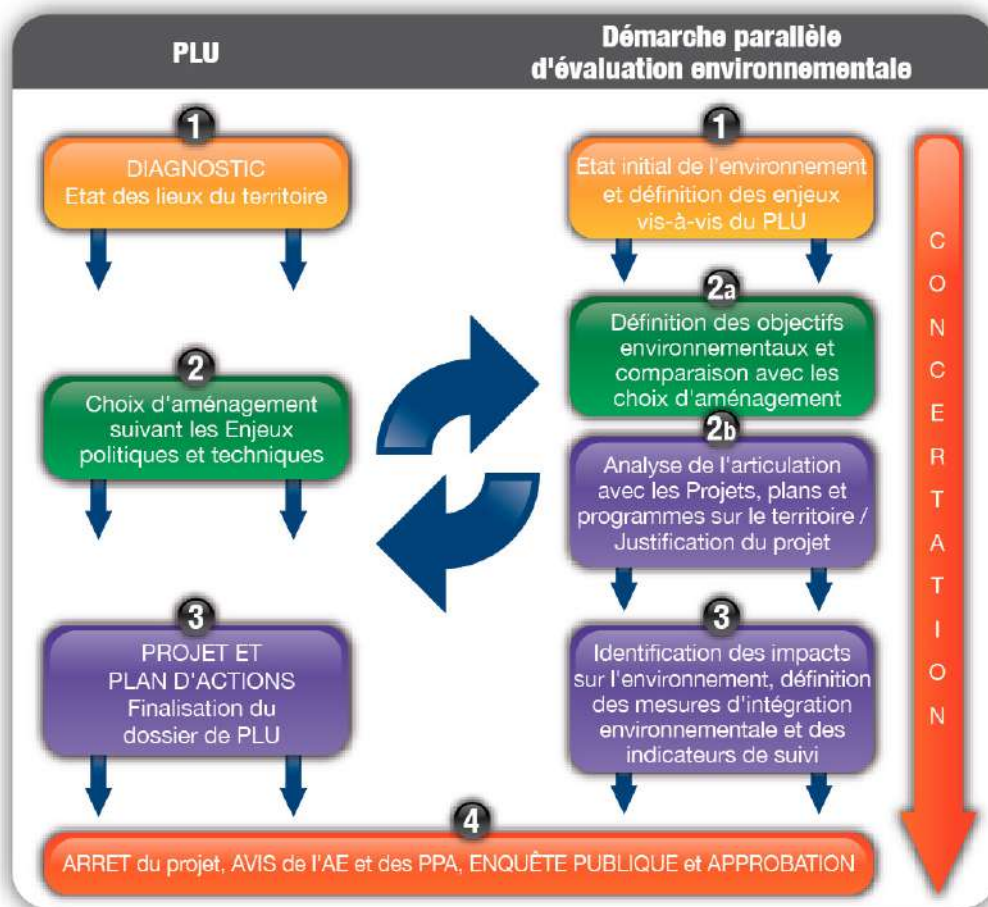 PLU
Démarche parallèle
d'évaluation environnementale
1
DIAGNOSTIC
Etat des lieux du territoire
2
Choix d'aménagement
suivant les Enjeux
politiques et techniques
3
PROJET ET
PLAN D'ACTIONS
Finalisation du
dossier de PLU
1
Etat initial de l'environnement
et définition des enjeux
vis-à-vis du PLU
2a
Définition des objectifs
environnementaux et
comparaison avec les
choix d'aménagement
2b
Analyse de l'articulation
avec les Projets, plans et
programmes sur le territoire /
Justification du projet
3
Identification des impacts
sur l'environnement, définition
des mesures d'intégration
environnementale et des
indicateurs de suivi
4
ARRET du projet, AVIS de l'AE et des PPA, ENQUÊTE PUBLIQUE et APPROBATION
CONCERTATION